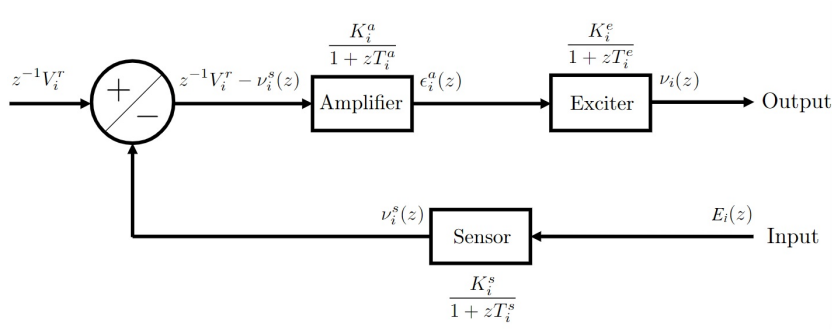 K_i^a / (1 + zT_i^a)
K_i^e / (1 + zT_i^e)
z^{-1}V_i^r
+
−
z^{-1}V_i^r − ν_i^s(z)
Amplifier
ϵ_i^a(z)
Exciter
ν_i(z)
Output
ν_i^s(z)
Sensor
E_i(z)
Input
K_i^s / (1 + zT_i^s)